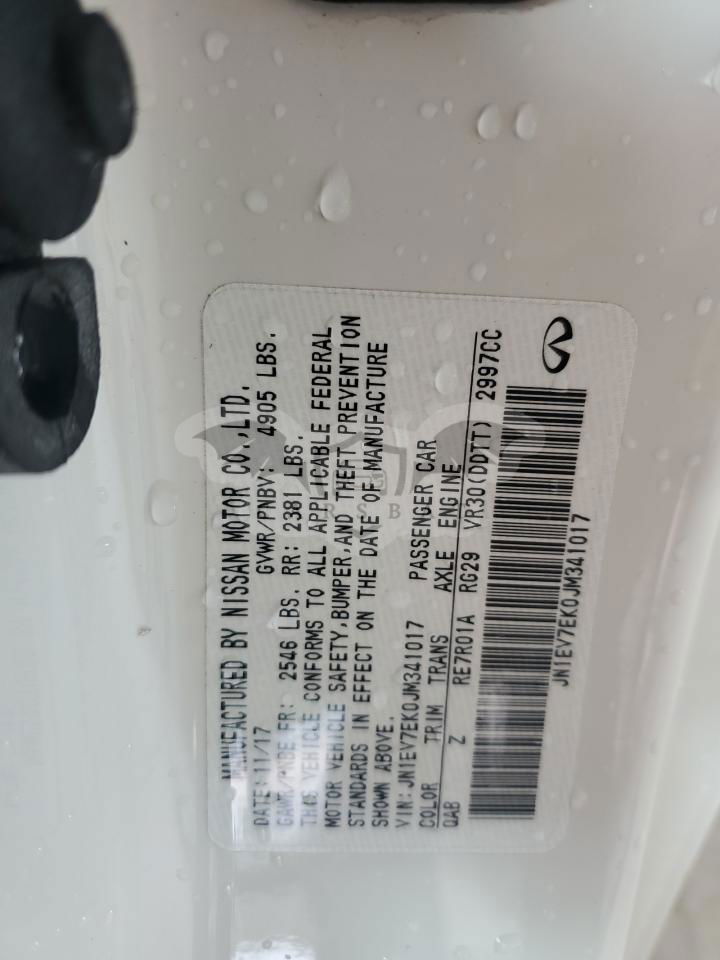 MANUFACTURED BY NISSAN MOTOR CO.,LTD.
DATE:11/17 GVWR/PNBV: 4905 LBS.
GAWR/PNBE FR: 2546 LBS. RR: 2381 LBS.
THIS VEHICLE CONFORMS TO ALL APPLICABLE FEDERAL
MOTOR VEHICLE SAFETY,BUMPER,AND THEFT PREVENTION
STANDARDS IN EFFECT ON THE DATE OF MANUFACTURE
SHOWN ABOVE.
VIN:JN1EV7EK0JM341017 PASSENGER CAR
COLOR TRIM TRANS AXLE ENGINE
QAB Z RE7R01A RG29 VR30(DDTT) 2997CC
JN1EV7EK0JM341017
RSB